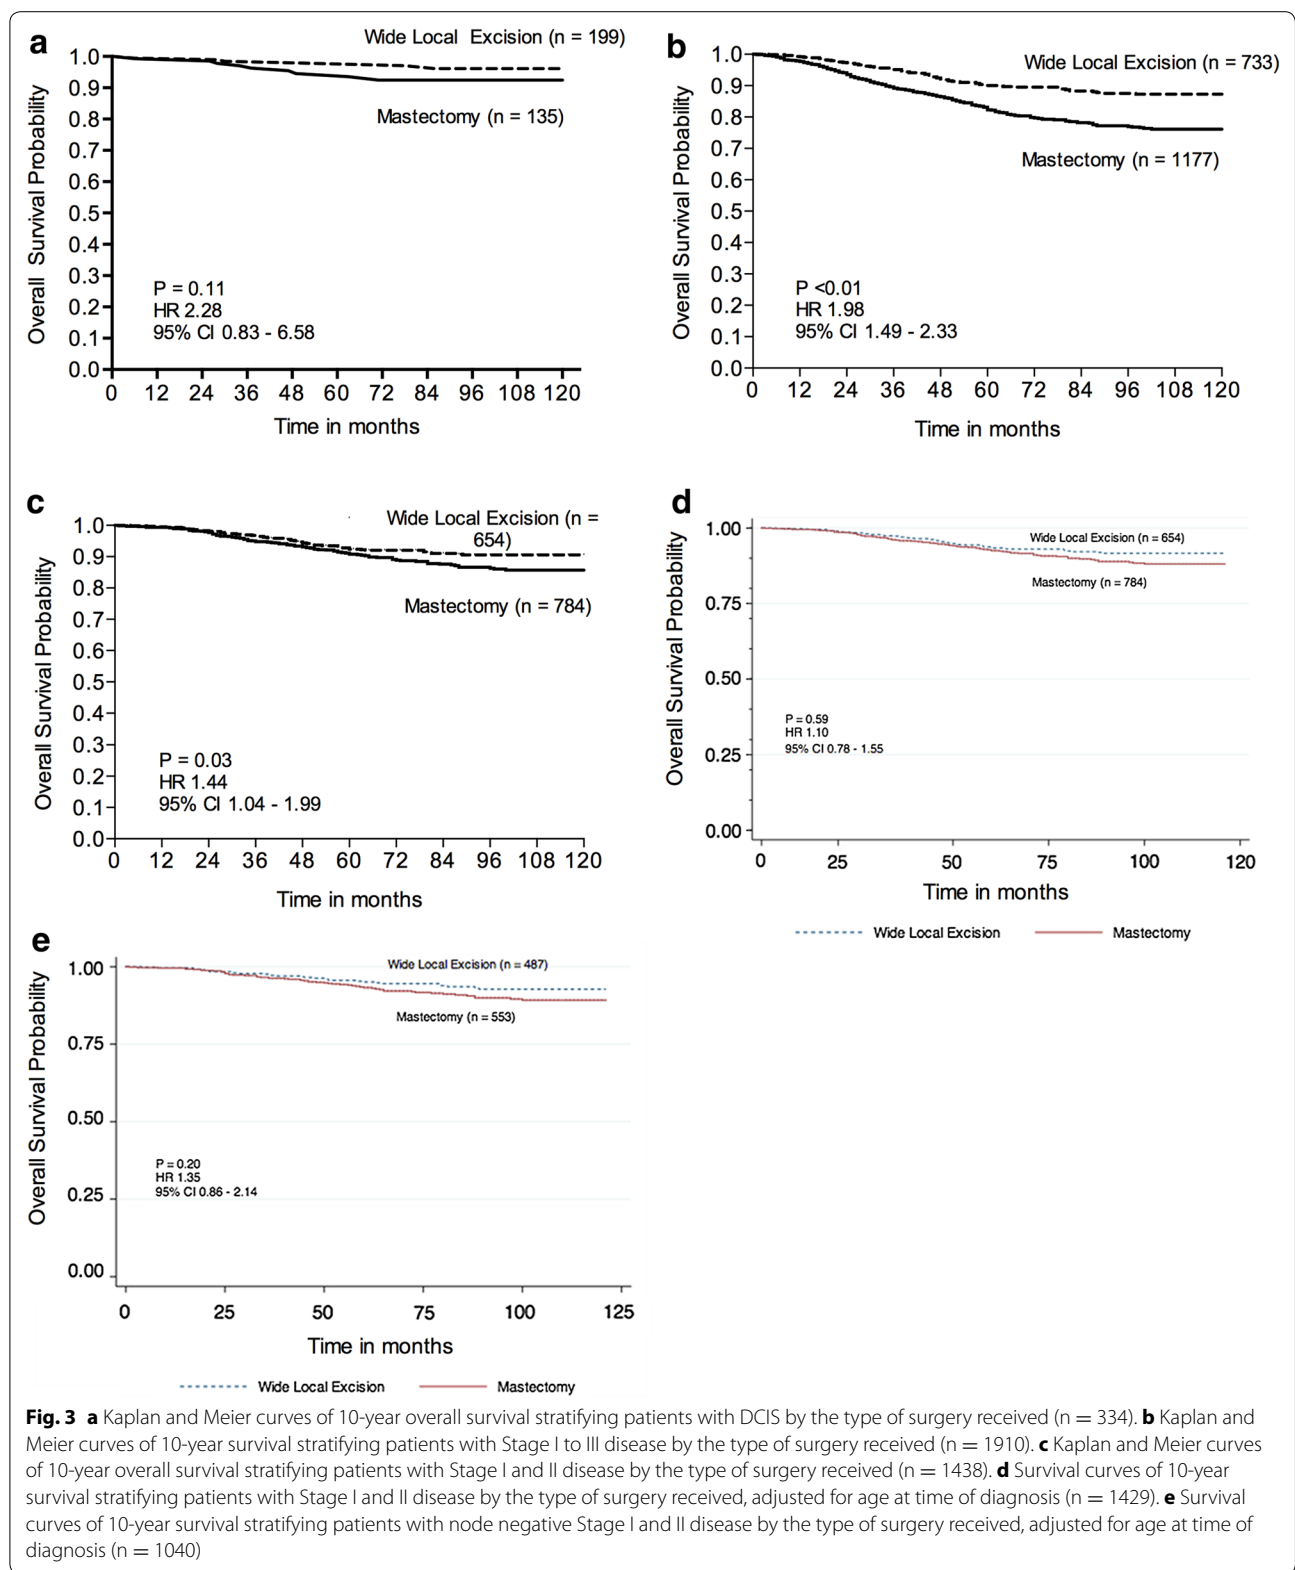 a
Wide Local Excision (n = 199)
Mastectomy (n = 135)
Overall Survival Probability
1.0
0.9
0.8
0.7
0.6
0.5
0.4
0.3
0.2
0.1
0.0
P = 0.11
HR 2.28
95% CI 0.83 - 6.58
0 12 24 36 48 60 72 84 96 108 120
Time in months
b
Wide Local Excision (n = 733)
Mastectomy (n = 1177)
Overall Survival Probability
1.0
0.9
0.8
0.7
0.6
0.5
0.4
0.3
0.2
0.1
0.0
P <0.01
HR 1.98
95% CI 1.49 - 2.33
0 12 24 36 48 60 72 84 96 108 120
Time in months
c
Wide Local Excision (n =
654)
Mastectomy (n = 784)
Overall Survival Probability
1.0
0.9
0.8
0.7
0.6
0.5
0.4
0.3
0.2
0.1
0.0
P = 0.03
HR 1.44
95% CI 1.04 - 1.99
0 12 24 36 48 60 72 84 96 108 120
Time in months
d
Wide Local Excision (n = 654)
Mastectomy (n = 784)
Overall Survival Probability
1.00
0.75
0.50
0.25
0.00
P = 0.59
HR 1.10
95% CI 0.78 - 1.55
0 25 50 75 100 120
Time in months
Wide Local Excision Mastectomy
e
Wide Local Excision (n = 487)
Mastectomy (n = 553)
Overall Survival Probability
1.00
0.75
0.50
0.25
0.00
P = 0.20
HR 1.35
95% CI 0.86 - 2.14
0 25 50 75 100 125
Time in months
Wide Local Excision Mastectomy
Fig. 3 a Kaplan and Meier curves of 10-year overall survival stratifying patients with DCIS by the type of surgery received (n = 334). b Kaplan and
Meier curves of 10-year survival stratifying patients with Stage I to III disease by the type of surgery received (n = 1910). c Kaplan and Meier curves
of 10-year overall survival stratifying patients with Stage I and II disease by the type of surgery received (n = 1438). d Survival curves of 10-year
survival stratifying patients with Stage I and II disease by the type of surgery received, adjusted for age at time of diagnosis (n = 1429). e Survival
curves of 10-year survival stratifying patients with node negative Stage I and II disease by the type of surgery received, adjusted for age at time of
diagnosis (n = 1040)